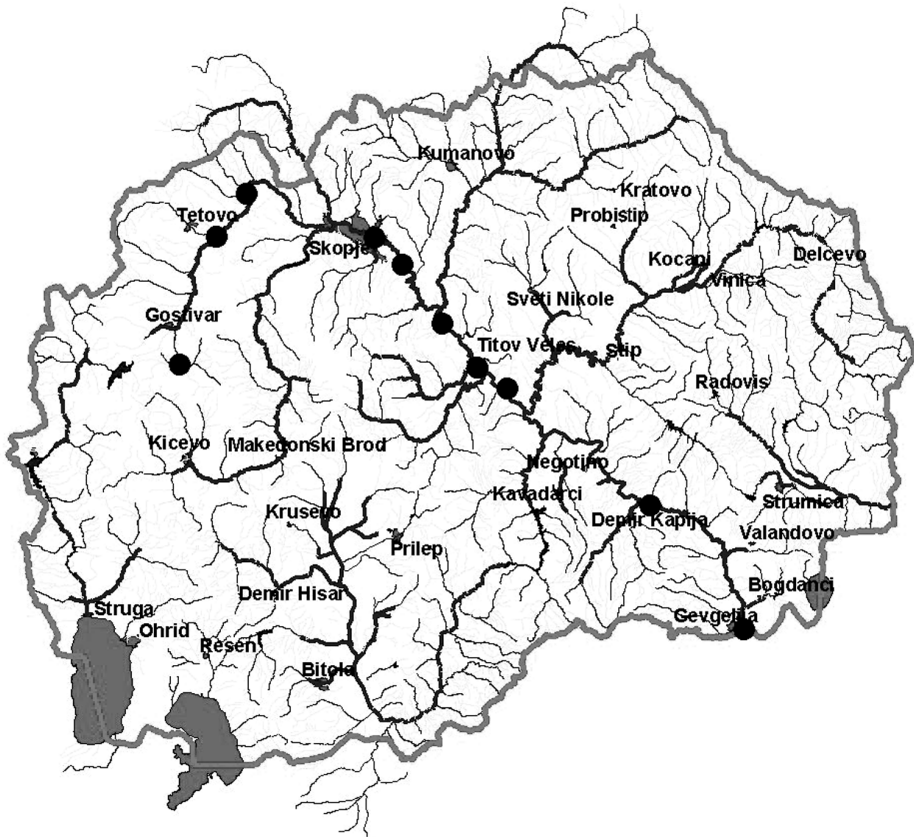 Kumanovo
Kratovo
Tetovo
Probistip
Skopje
Kocani
Delcevo
Vinica
Sveti Nikole
Gostivar
Titov Veles
Stip
Radovis
Kicevo
Makedonski Brod
Negotino
Kavadarci
Strumica
Krusevo
Demir Kapija
Valandovo
Prilep
Demir Hisar
Bogdanci
Struga
Gevgelija
Ohrid
Resen
Bitola